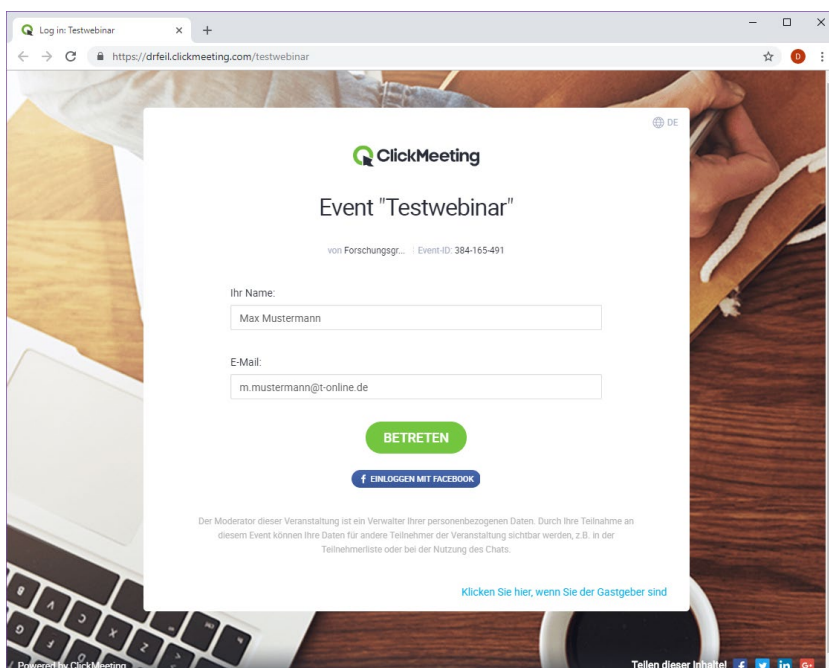 Log in: Testwebinar
https://drfeil.clickmeeting.com/testwebinar
D
DE
ClickMeeting
Event "Testwebinar"
von Forschungsgr... Event-ID: 384-165-491
Ihr Name:
Max Mustermann
E-Mail:
m.mustermann@t-online.de
BETRETEN
f EINLOGGEN MIT FACEBOOK
Der Moderator dieser Veranstaltung ist ein Verwalter Ihrer personenbezogenen Daten. Durch Ihre Teilnahme an
diesem Event können Ihre Daten für andere Teilnehmer der Veranstaltung sichtbar werden, z.B. in der
Teilnehmerliste oder bei der Nutzung des Chats.
Klicken Sie hier, wenn Sie der Gastgeber sind
Powered by ClickMeeting
Teilen dieser Inhalte! f in G+